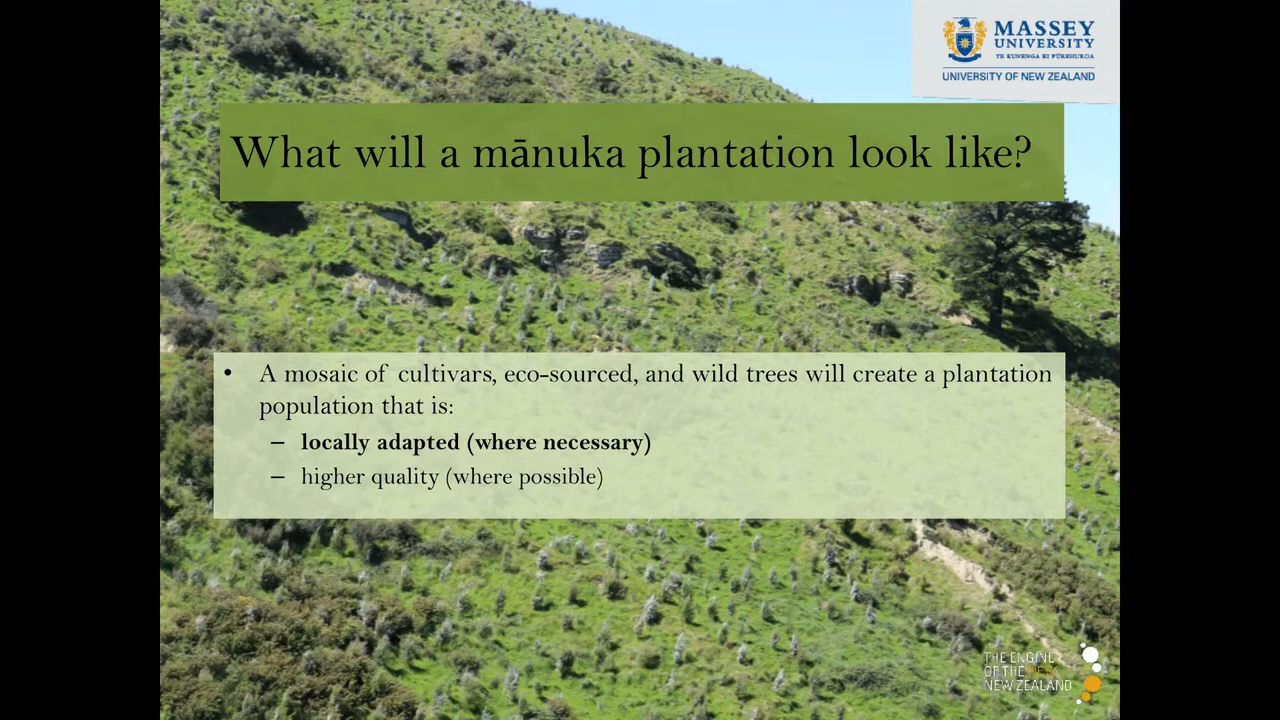 MASSEY
UNIVERSITY
TE KUNENGA KI PŪREHUROA
UNIVERSITY OF NEW ZEALAND
What will a mānuka plantation look like?
• A mosaic of cultivars, eco-sourced, and wild trees will create a plantation
population that is:
– locally adapted (where necessary)
– higher quality (where possible)
THE ENGINE
OF THE NEW
NEW ZEALAND